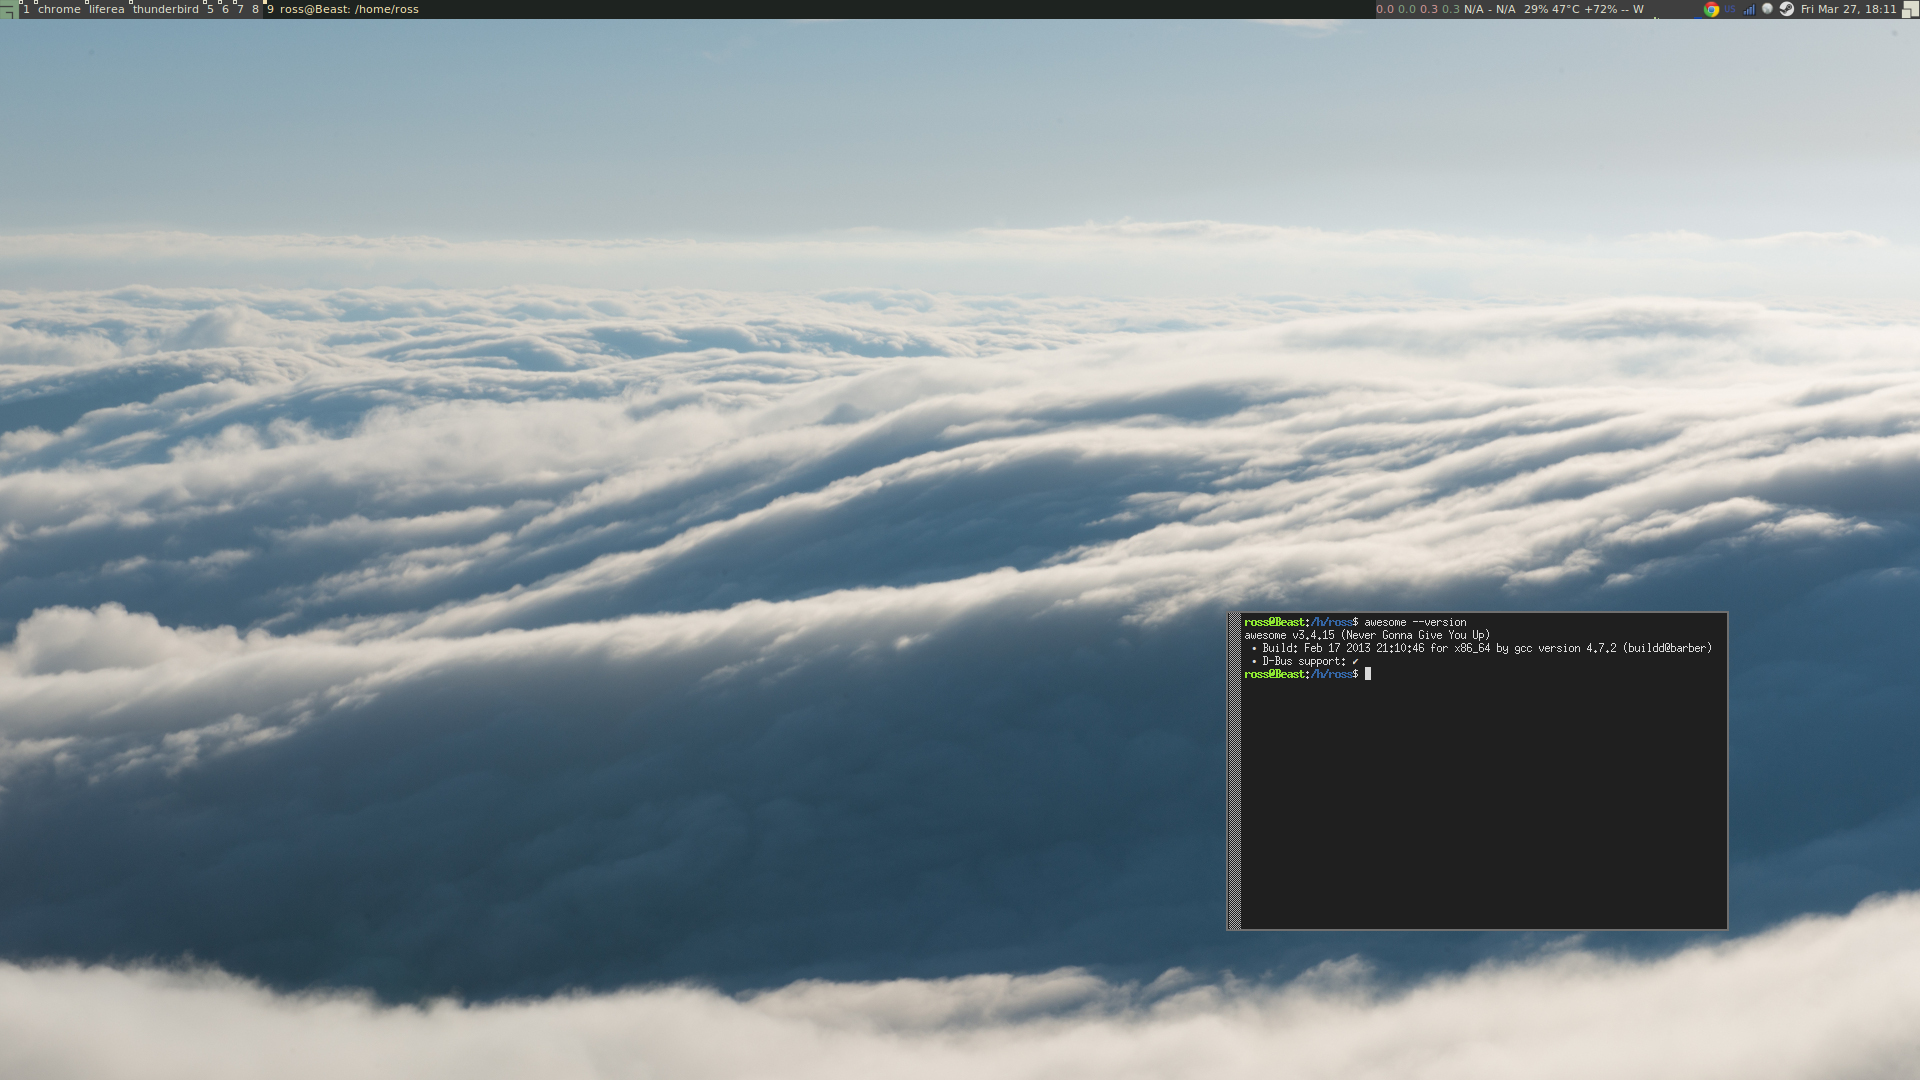 1 chrome liferea thunderbird 5 6 7 8 9 ross@Beast: /home/ross
0.0 0.0 0.3 0.3 N/A - N/A 29% 47°C +72% -- W US Fri Mar 27, 18:11
ross@Beast:/h/ross$ awesome --version
awesome v3.4.15 (Never Gonna Give You Up)
• Build: Feb 17 2013 21:10:46 for x86_64 by gcc version 4.7.2 (buildd@barber)
• D-Bus support: ✔
ross@Beast:/h/ross$